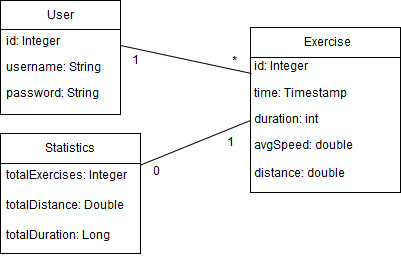 User
id: Integer
username: String
password: String
1
*
Exercise
id: Integer
time: Timestamp
duration: int
avgSpeed: double
distance: double
Statistics
totalExercises: Integer
totalDistance: Double
totalDuration: Long
0
1